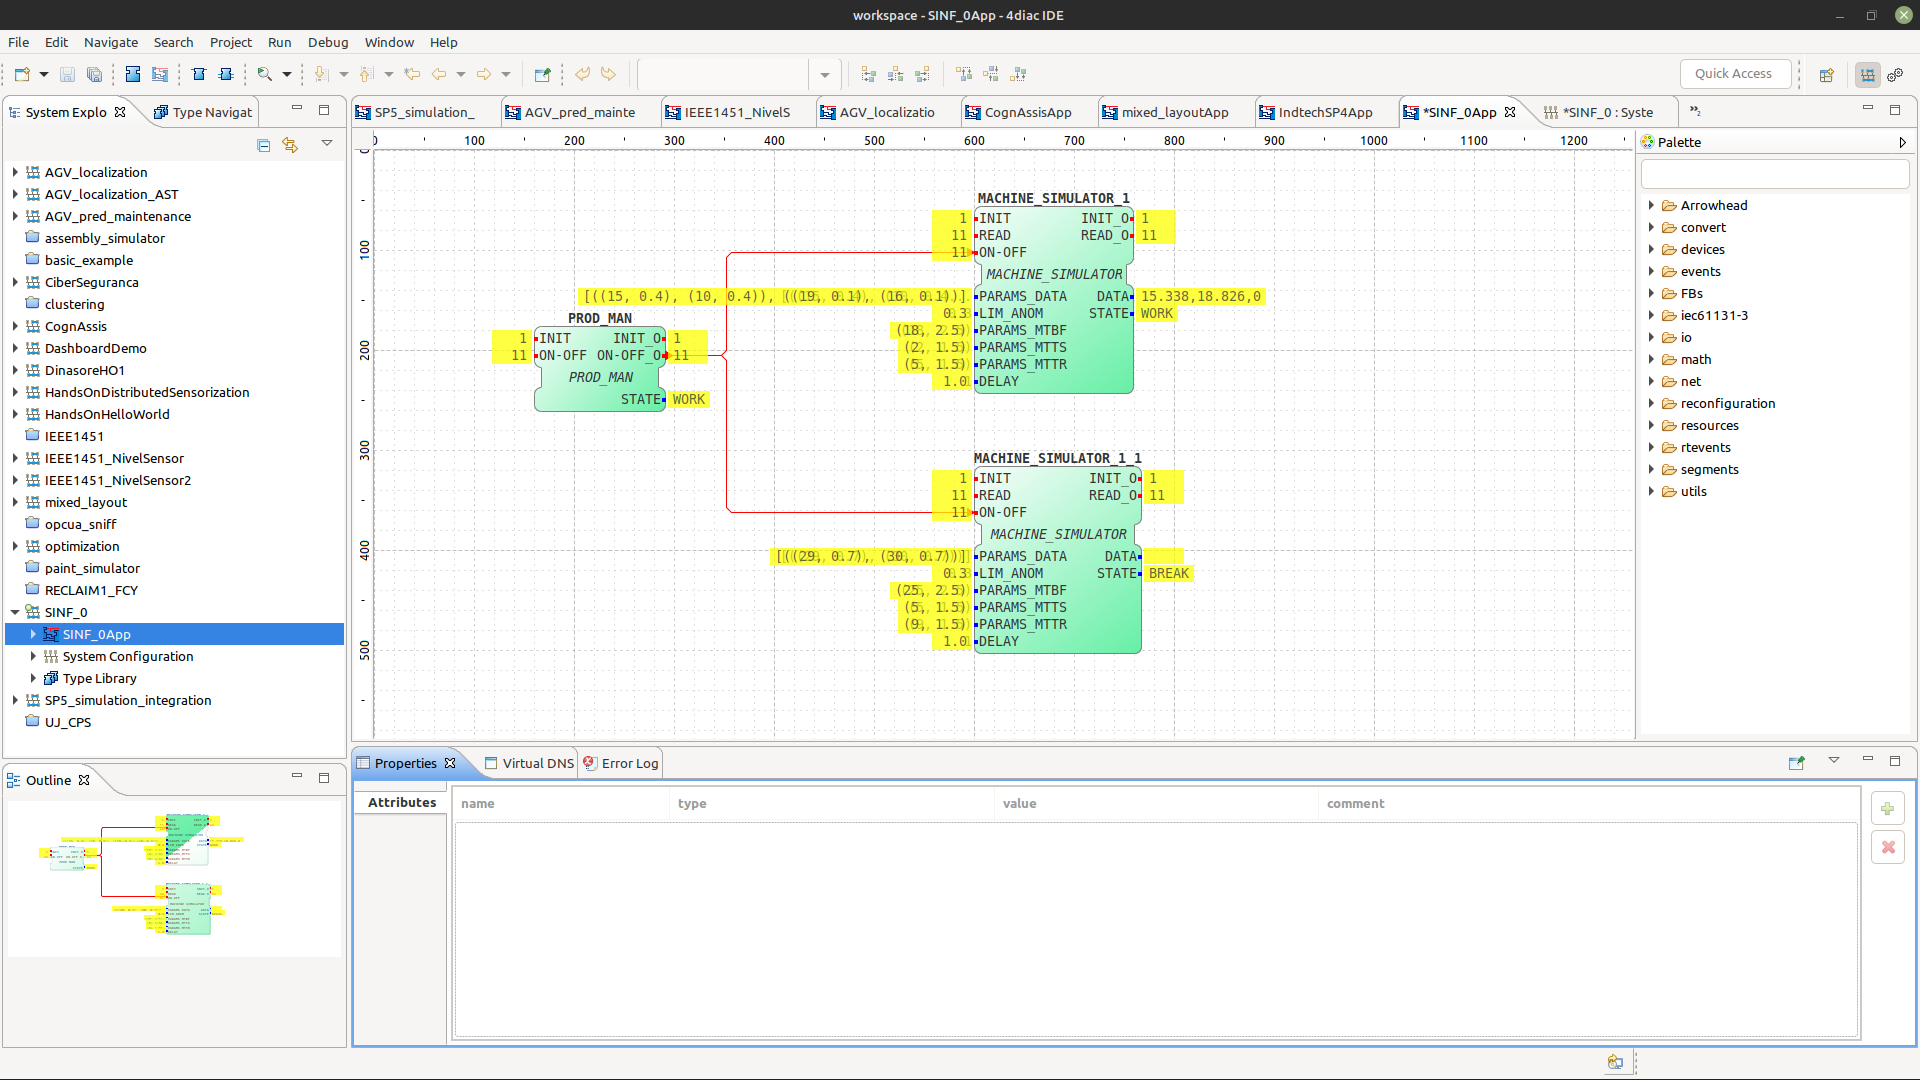 workspace - SINF_0App - 4diac IDE
File Edit Navigate Search Project Run Debug Window Help
Quick Access
System Explo
Type Navigat
SP5_simulation_
AGV_pred_mainte
IEEE1451_NivelS
AGV_localizatio
CognAssisApp
mixed_layoutApp
IndtechSP4App
*SINF_0App
*SINF_0 : Syste
AGV_localization
AGV_localization_AST
AGV_pred_maintenance
assembly_simulator
basic_example
CiberSeguranca
clustering
CognAssis
DashboardDemo
DinasoreHO1
HandsOnDistributedSensorization
HandsOnHelloWorld
IEEE1451
IEEE1451_NivelSensor
IEEE1451_NivelSensor2
mixed_layout
opcua_sniff
optimization
paint_simulator
RECLAIM1_FCY
SINF_0
SINF_0App
System Configuration
Type Library
SP5_simulation_integration
UJ_CPS
0 100 200 300 400 500 600 700 800 900 1000 1100 1200
0
100
200
300
400
500
PROD_MAN
1 INIT INIT_O 1
11 ON-OFF ON-OFF_O 11
PROD_MAN
STATE WORK
MACHINE_SIMULATOR_1
1 INIT INIT_O 1
11 READ READ_O 11
11 ON-OFF
MACHINE_SIMULATOR
[((15, 0.4), (10, 0.4)), ((19, 0.1), (16, 0.1))] PARAMS_DATA DATA 15.338,18.826,0
0.3 LIM_ANOM STATE WORK
(18, 2.5) PARAMS_MTBF
(2, 1.5) PARAMS_MTTS
(5, 1.5) PARAMS_MTTR
1.0 DELAY
MACHINE_SIMULATOR_1_1
1 INIT INIT_O 1
11 READ READ_O 11
11 ON-OFF
MACHINE_SIMULATOR
[((29, 0.7), (30, 0.7))] PARAMS_DATA DATA
0.3 LIM_ANOM STATE BREAK
(25, 2.5) PARAMS_MTBF
(5, 1.5) PARAMS_MTTS
(9, 1.5) PARAMS_MTTR
1.0 DELAY
Palette
Arrowhead
convert
devices
events
FBs
iec61131-3
io
math
net
reconfiguration
resources
rtevents
segments
utils
Outline
Properties
Virtual DNS
Error Log
Attributes
name type value comment